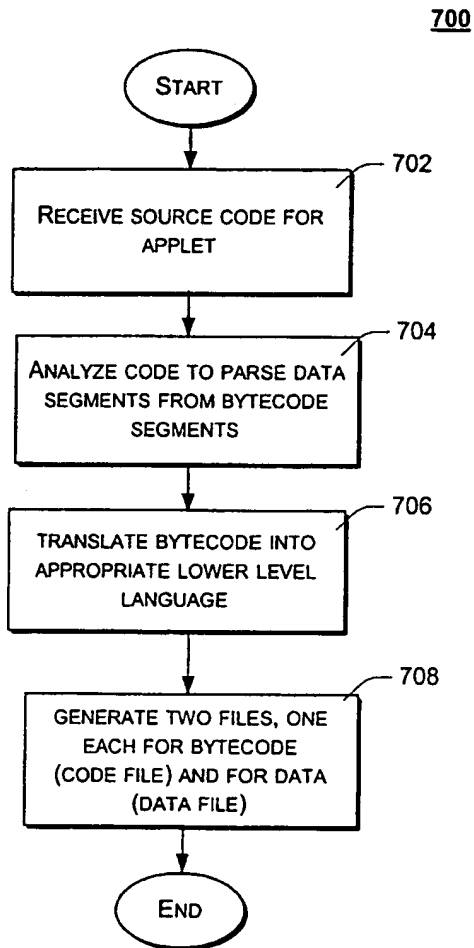 700
START
702
RECEIVE SOURCE CODE FOR
APPLET
704
ANALYZE CODE TO PARSE DATA
SEGMENTS FROM BYTECODE
SEGMENTS
706
TRANSLATE BYTECODE INTO
APPROPRIATE LOWER LEVEL
LANGUAGE
708
GENERATE TWO FILES, ONE
EACH FOR BYTECODE
(CODE FILE) AND FOR DATA
(DATA FILE)
END